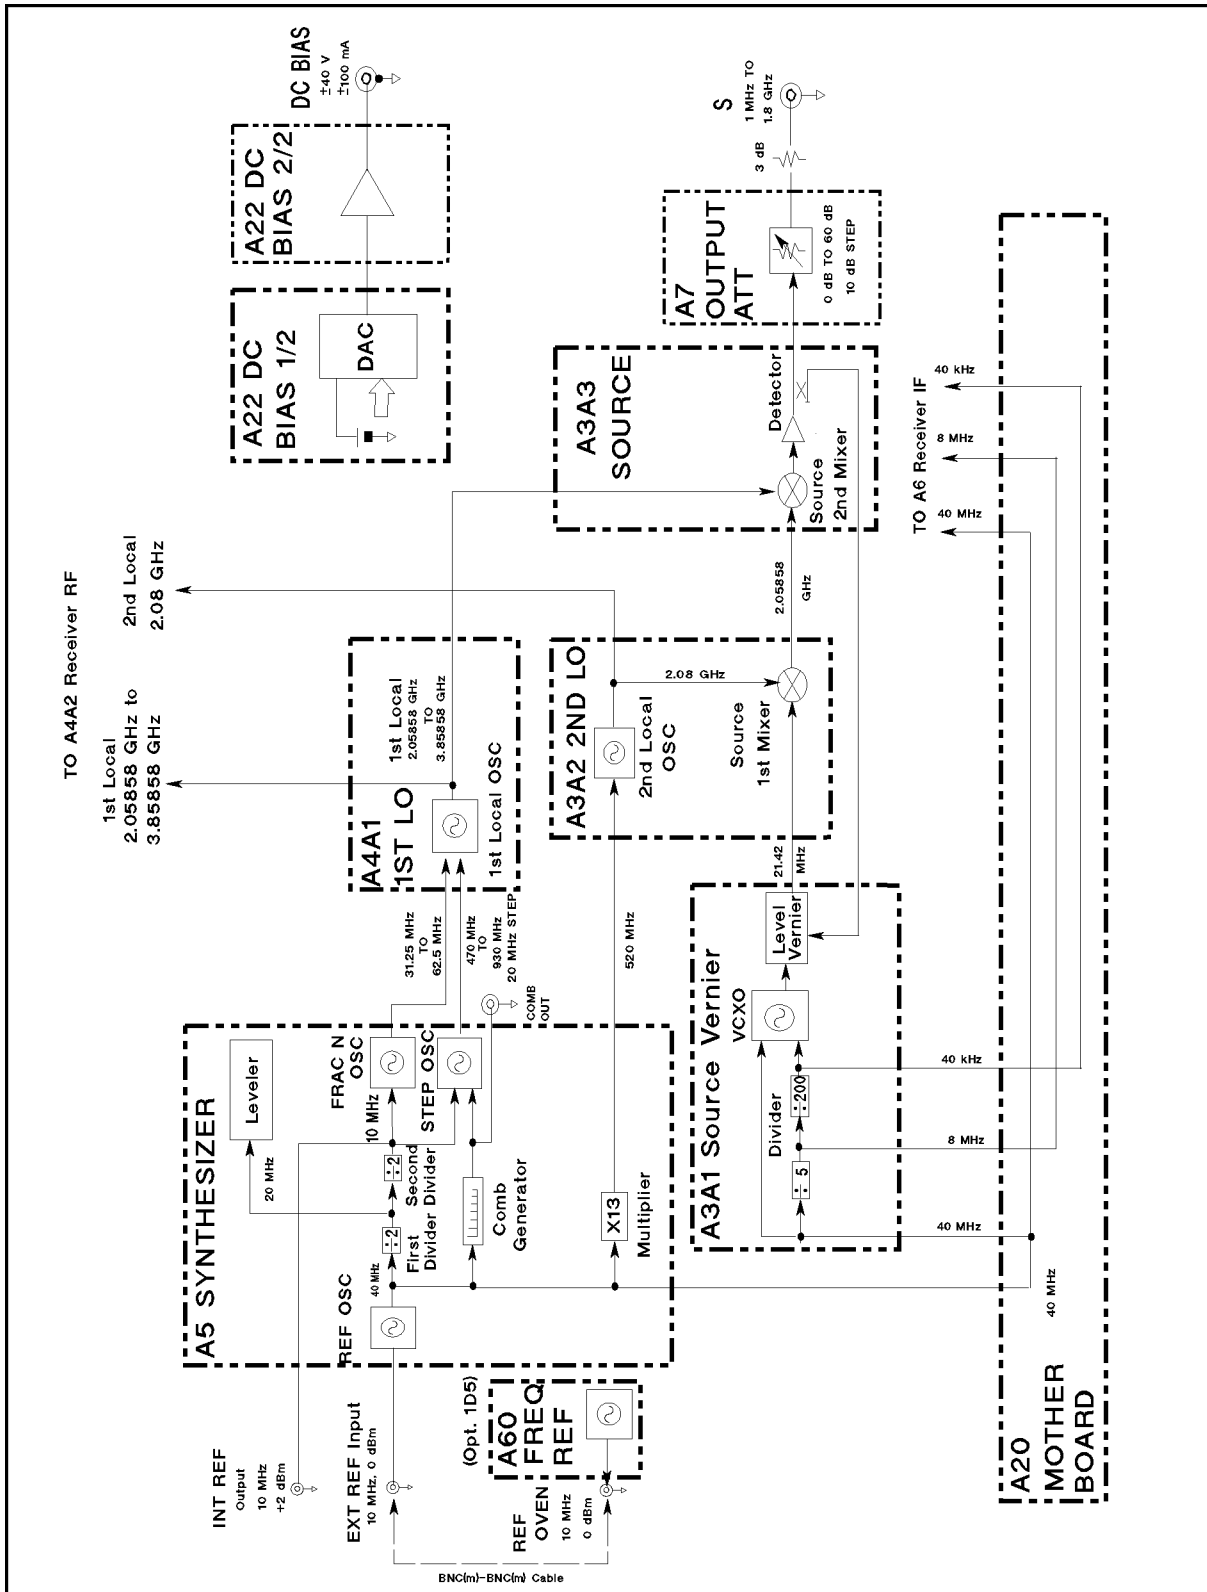 INT REF
Output
10 MHz
+2 dBm
EXT REF Input
10 MHz, 0 dBm
REF
OVEN
10 MHz
0 dBm
BNC(m)-BNC(m) Cable
(Opt. 1D5)
A60
FREQ
REF
A5 SYNTHESIZER
REF OSC
40 MHz
÷2
First
Divider
20 MHz
Leveler
÷2
Second
Divider
10 MHz
FRAC N
OSC
STEP OSC
Comb
Generator
X13
Multiplier
COMB
OUT
31.25 MHz
TO
62.5 MHz
470 MHz
TO
930 MHz
20 MHz STEP
520 MHz
A4A1
1ST LO
1st Local OSC
1st Local
2.05858 GHz
TO
3.85858 GHz
TO A4A2 Receiver RF
1st Local
2.05858 GHz to
3.85858 GHz
2nd Local
2.08 GHz
A3A2 2ND LO
2nd Local
OSC
2.08 GHz
Source
1st Mixer
21.42
MHz
2.05858
GHz
A3A1 Source Vernier
÷ 5
Divider
÷200
VCXO
Level
Vernier
40 MHz
8 MHz
40 kHz
40 MHz
A3A3
SOURCE
Source
2nd Mixer
Detector
A7
OUTPUT
ATT
0 dB TO 60 dB
10 dB STEP
3 dB
S
1 MHz TO
1.8 GHz
A22 DC
BIAS 1/2
DAC
A22 DC
BIAS 2/2
DC BIAS
±40 V
±100 mA
TO A6 Receiver IF
40 MHz
8 MHz
40 kHz
A20
MOTHER
BOARD